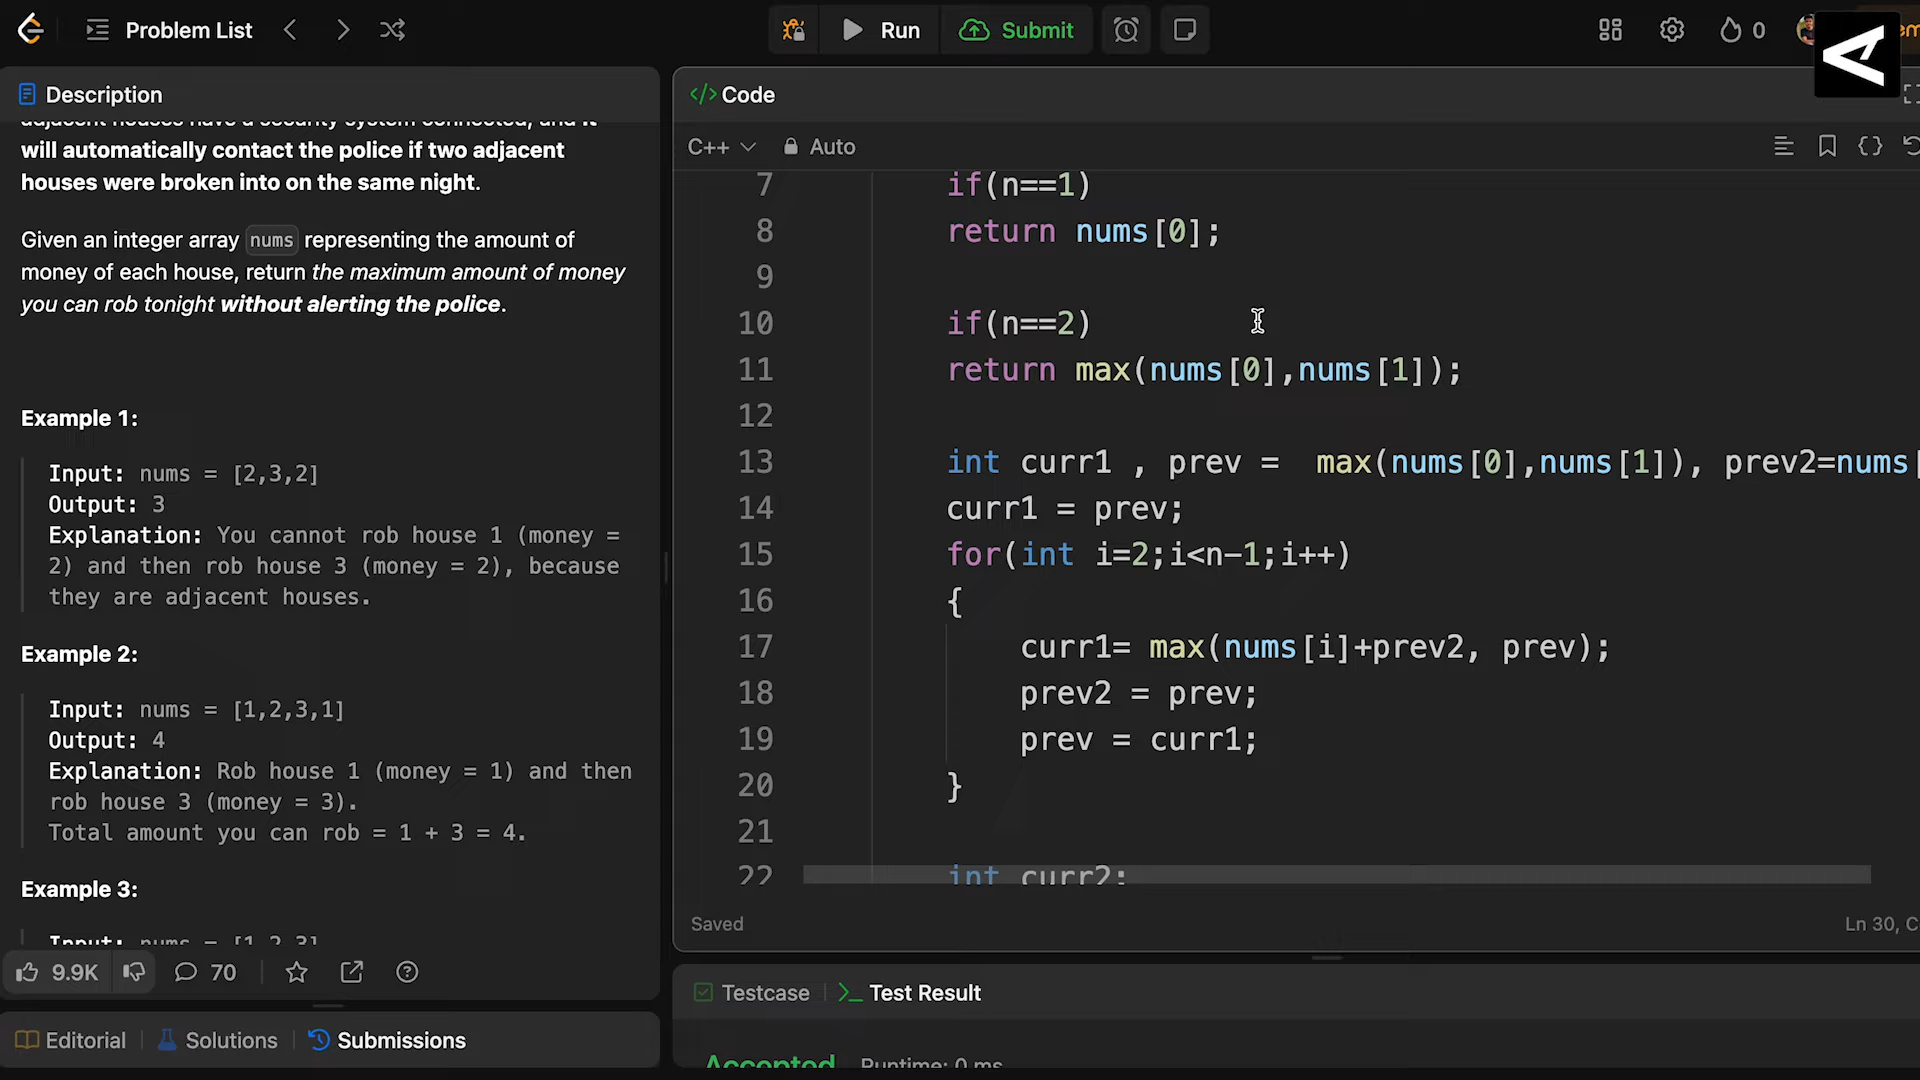 Problem List
Run
Submit
0
Description
will automatically contact the police if two adjacent
houses were broken into on the same night.
Given an integer array nums representing the amount of
money of each house, return the maximum amount of money
you can rob tonight without alerting the police.
Example 1:
Input: nums = [2,3,2]
Output: 3
Explanation: You cannot rob house 1 (money =
2) and then rob house 3 (money = 2), because
they are adjacent houses.
Example 2:
Input: nums = [1,2,3,1]
Output: 4
Explanation: Rob house 1 (money = 1) and then
rob house 3 (money = 3).
Total amount you can rob = 1 + 3 = 4.
Example 3:
Input: nums = [1,2,3]
9.9K
70
Editorial
Solutions
Submissions
</> Code
C++
Auto
7 if(n==1)
8 return nums[0];
9
10 if(n==2)
11 return max(nums[0],nums[1]);
12
13 int curr1 , prev =  max(nums[0],nums[1]), prev2=nums[
14 curr1 = prev;
15 for(int i=2;i<n-1;i++)
16 {
17 curr1= max(nums[i]+prev2, prev);
18 prev2 = prev;
19 prev = curr1;
20 }
21
22 int curr2;
Saved
Ln 30, C
Testcase
Test Result
Accepted
Runtime: 0 ms